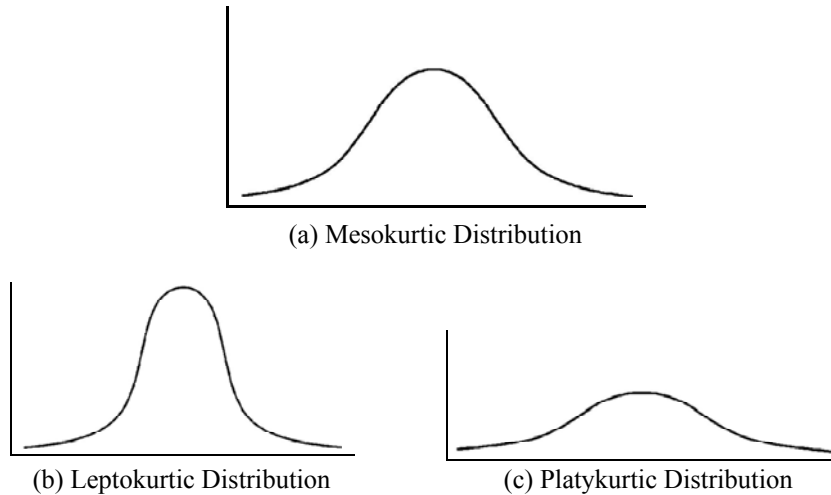 (a) Mesokurtic Distribution
(b) Leptokurtic Distribution
(c) Platykurtic Distribution